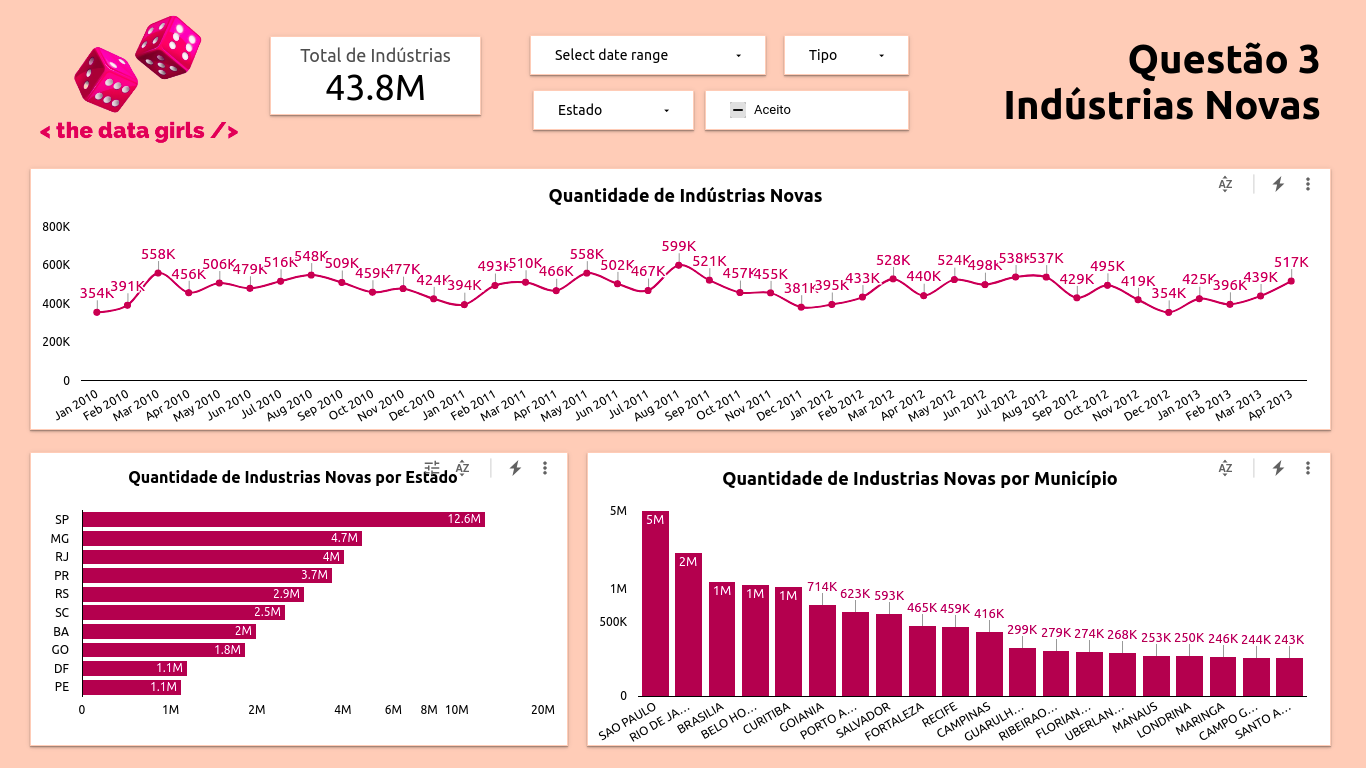 < the data girls />
Total de Indústrias
43.8M
Select date range
Tipo
Estado
Aceito
Questão 3
Indústrias Novas
Quantidade de Indústrias Novas
AZ
800K
600K
400K
200K
0
354K 391K 558K 456K 506K 479K 516K 548K 509K 459K 477K 424K 394K 493K 510K 466K 558K 502K 467K 599K 521K 457K 455K 381K 395K 433K 528K 440K 524K 498K 538K 537K 429K 495K 419K 354K 425K 396K 439K 517K
Jan 2010 Feb 2010 Mar 2010 Apr 2010 May 2010 Jun 2010 Jul 2010 Aug 2010 Sep 2010 Oct 2010 Nov 2010 Dec 2010 Jan 2011 Feb 2011 Mar 2011 Apr 2011 May 2011 Jun 2011 Jul 2011 Aug 2011 Sep 2011 Oct 2011 Nov 2011 Dec 2011 Jan 2012 Feb 2012 Mar 2012 Apr 2012 May 2012 Jun 2012 Jul 2012 Aug 2012 Sep 2012 Oct 2012 Nov 2012 Dec 2012 Jan 2013 Feb 2013 Mar 2013 Apr 2013
AZ
Quantidade de Industrias Novas por Estado
SP 12.6M
MG 4.7M
RJ 4M
PR 3.7M
RS 2.9M
SC 2.5M
BA 2M
GO 1.8M
DF 1.1M
PE 1.1M
0 1M 2M 4M 6M 8M 10M 20M
AZ
Quantidade de Industrias Novas por Município
5M
1M
500K
0
5M 2M 1M 1M 1M 714K 623K 593K 465K 459K 416K 299K 279K 274K 268K 253K 250K 246K 244K 243K
SAO PAULO RIO DE JA… BRASILIA BELO HO… CURITIBA GOIANIA PORTO A… SALVADOR FORTALEZA RECIFE CAMPINAS GUARULH… RIBEIRAO… FLORIAN… UBERLAN… MANAUS LONDRINA MARINGA CAMPO G… SANTO A…